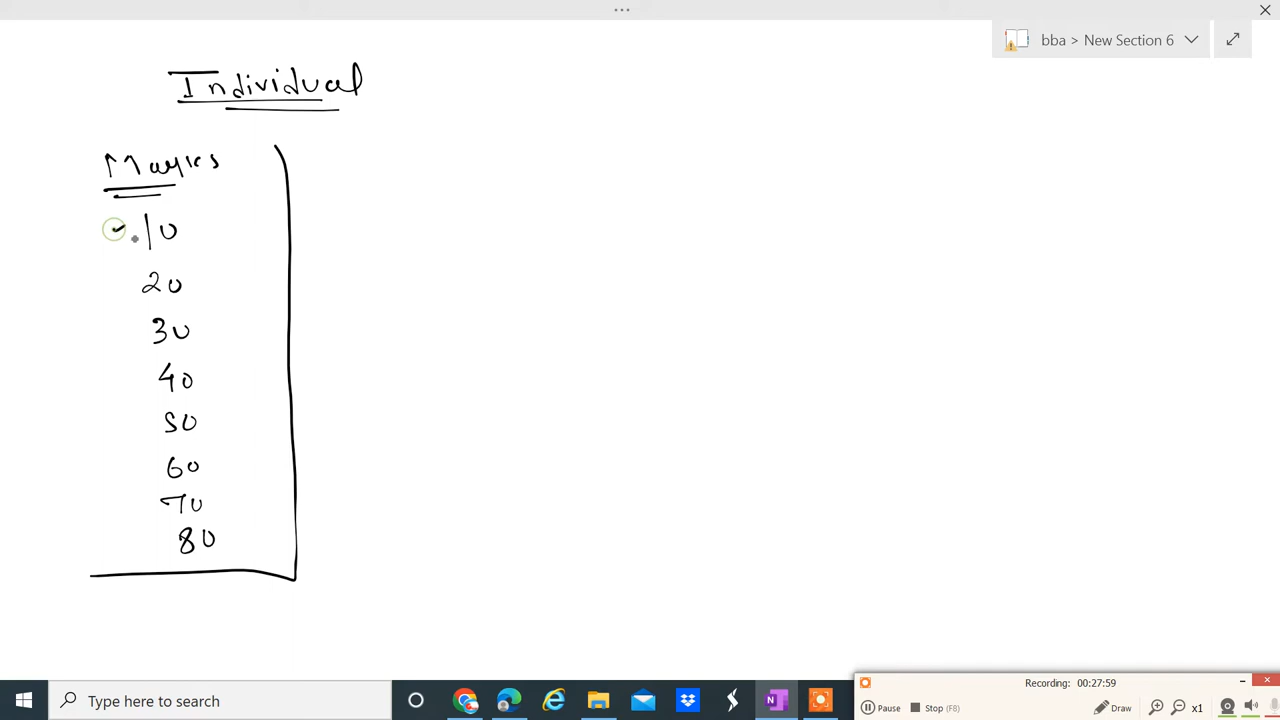 bba > New Section 6
Individual
Marks
10
20
30
40
50
60
70
80
Recording: 00:27:59
Type here to search
Pause
Stop (F8)
Draw
x1